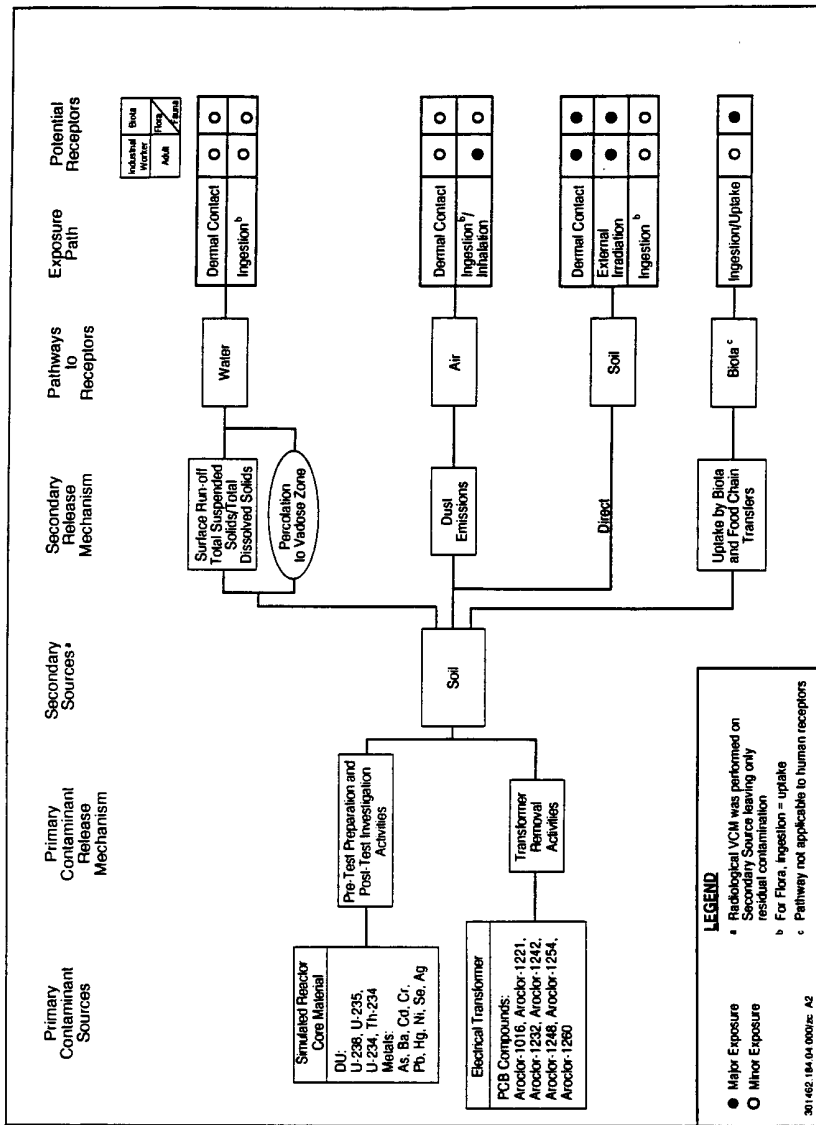 Primary
Contaminant
Sources
Primary
Contaminant
Release
Mechanism
Secondary
Sources a
Secondary
Release
Mechanism
Pathways
to
Receptors
Exposure
Path
Potential
Receptors
Industrial
Worker
Biota
Adult
Flora
Fauna
Simulated Reactor
Core Material
DU:
U-238, U-235,
U-234, Th-234
Metals:
As, Ba, Cd, Cr,
Pb, Hg, Ni, Se, Ag
Electrical Transformer
PCB Compounds:
Aroclor-1016, Aroclor-1221,
Aroclor-1232, Aroclor-1242,
Aroclor-1248, Aroclor-1254,
Aroclor-1260
Pre-Test Preparation and
Post-Test Investigation
Activities
Transformer
Removal
Activities
Soil
Surface Run-off
Total Suspended
Solids/Total
Dissolved Solids
Percolation
to Vadose Zone
Dust
Emissions
Direct
Uptake by Biota
and Food Chain
Transfers
Water
Air
Soil
Biota c
Dermal Contact
Ingestion b
Dermal Contact
Ingestion b/
Inhalation
Dermal Contact
External
Irradiation
Ingestion b
Ingestion/Uptake
LEGEND
● Major Exposure
O Minor Exposure
a Radiological VCM was performed on
Secondary Source leaving only
residual contamination
b For Flora, ingestion = uptake
c Pathway not applicable to human receptors
301462.184.04 000/zc A2